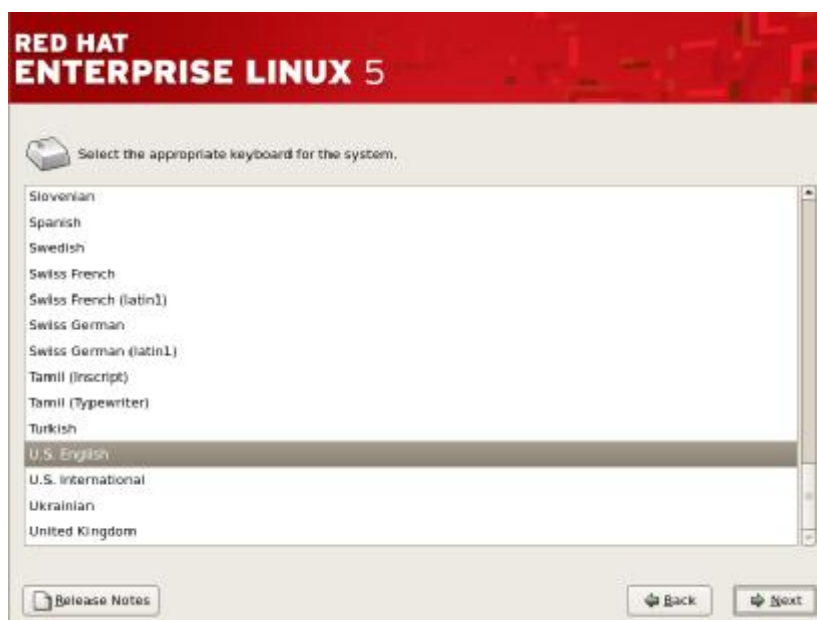 RED HAT
ENTERPRISE LINUX 5
Select the appropriate keyboard for the system.
Slovenian
Spanish
Swedish
Swiss French
Swiss French (latin1)
Swiss German
Swiss German (latin1)
Tamil (Inscript)
Tamil (Typewriter)
Turkish
U.S. English
U.S. International
Ukrainian
United Kingdom
Release Notes
Back
Next